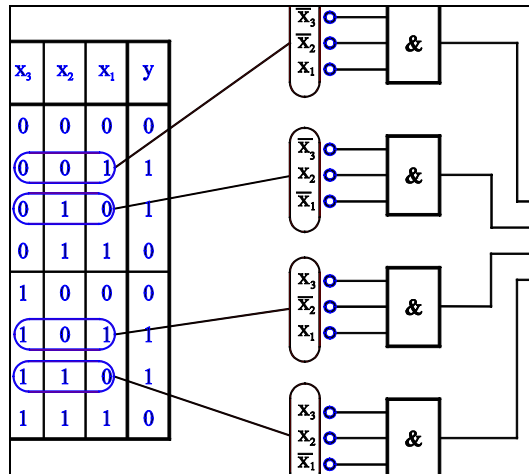 x₃ x₂ x₁ y
0 0 0 0
0 0 1 1
0 1 0 1
0 1 1 0
1 0 0 0
1 0 1 1
1 1 0 1
1 1 1 0
x̅₃
x̅₂ &
x₁
x̅₃
x₂ &
x̅₁
x₃
x̅₂ &
x₁
x₃
x₂ &
x̅₁